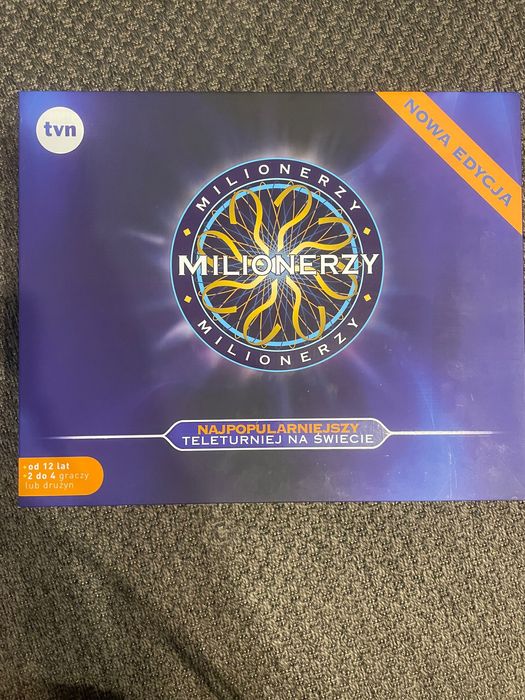 tvn
NOWA EDYCJA
MILIONERZY
MILIONERZY
MILIONERZY
NAJPOPULARNIEJSZY
TELETURNIEJ NA ŚWIECIE
• od 12 lat
• 2 do 4 graczy
lub drużyn